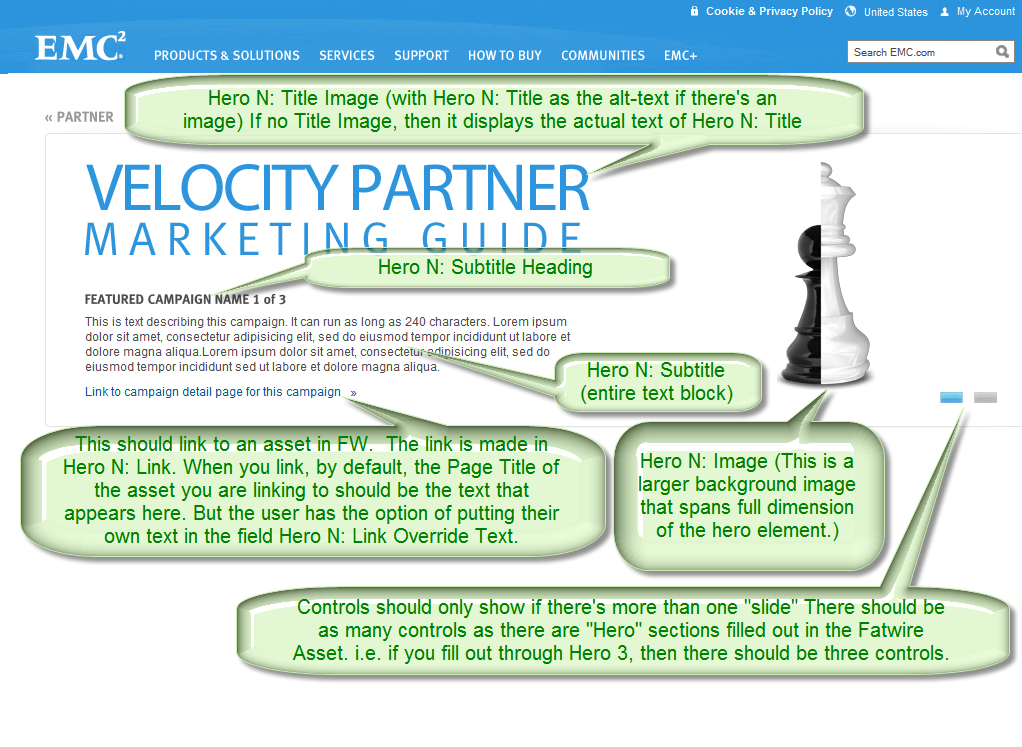 Cookie & Privacy Policy United States My Account
EMC²
PRODUCTS & SOLUTIONS SERVICES SUPPORT HOW TO BUY COMMUNITIES EMC+
Search EMC.com
Hero N: Title Image (with Hero N: Title as the alt-text if there's an
image) If no Title Image, then it displays the actual text of Hero N: Title
« PARTNER
VELOCITY PARTNER
MARKETING GUIDE
Hero N: Subtitle Heading
FEATURED CAMPAIGN NAME 1 of 3
This is text describing this campaign. It can run as long as 240 characters. Lorem ipsum
dolor sit amet, consectetur adipisicing elit, sed do eiusmod tempor incididunt ut labore et
dolore magna aliqua.Lorem ipsum dolor sit amet, consectetur adipisicing elit, sed do
eiusmod tempor incididunt sed ut labore et dolore magna aliqua.
Link to campaign detail page for this campaign »
Hero N: Subtitle
(entire text block)
This should link to an asset in FW. The link is made in
Hero N: Link. When you link, by default, the Page Title of
the asset you are linking to should be the text that
appears here. But the user has the option of putting their
own text in the field Hero N: Link Override Text.
Hero N: Image (This is a
larger background image
that spans full dimension
of the hero element.)
Controls should only show if there's more than one "slide" There should be
as many controls as there are "Hero" sections filled out in the Fatwire
Asset. i.e. if you fill out through Hero 3, then there should be three controls.